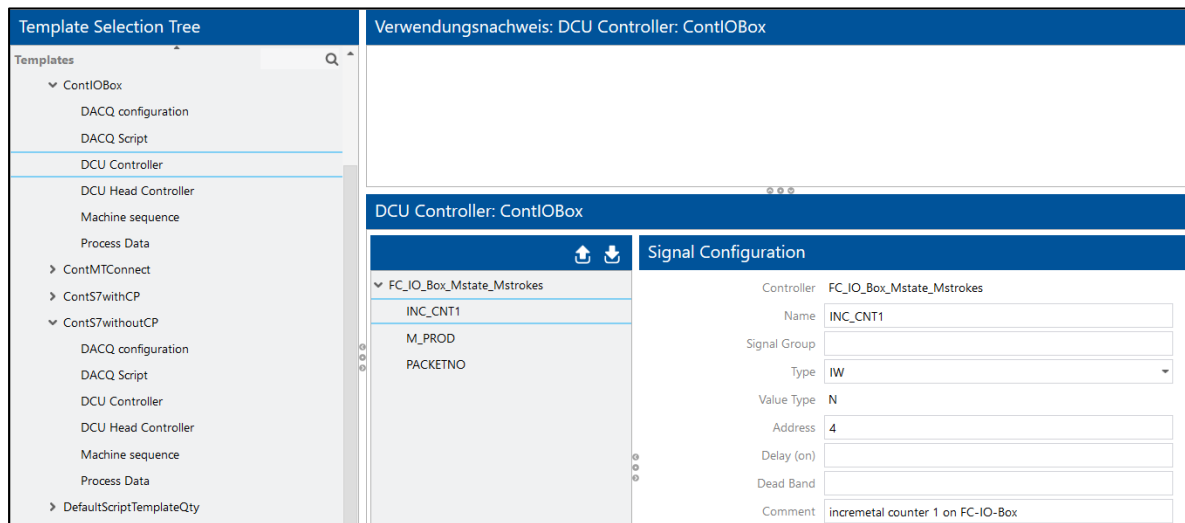 Template Selection Tree
Templates
ContIOBox
DACQ configuration
DACQ Script
DCU Controller
DCU Head Controller
Machine sequence
Process Data
ContMTConnect
ContS7withCP
ContS7withoutCP
DACQ configuration
DACQ Script
DCU Controller
DCU Head Controller
Machine sequence
Process Data
DefaultScriptTemplateQty
Verwendungsnachweis: DCU Controller: ContIOBox
DCU Controller: ContIOBox
FC_IO_Box_Mstate_Mstrokes
INC_CNT1
M_PROD
PACKETNO
Signal Configuration
Controller FC_IO_Box_Mstate_Mstrokes
Name INC_CNT1
Signal Group
Type IW
Value Type N
Address 4
Delay (on)
Dead Band
Comment incremetal counter 1 on FC-IO-Box